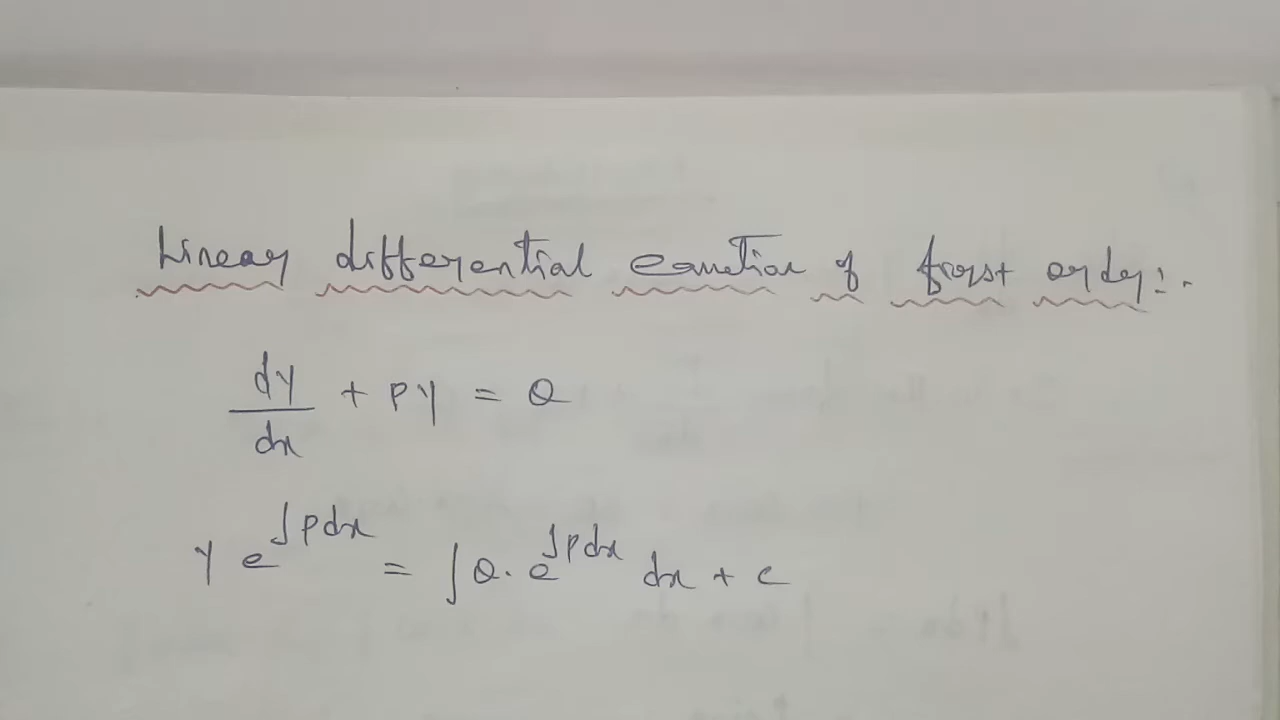 Linear differential equation of first order:-
dy/dx + Py = Q
y e^∫Pdx = ∫Q. e^∫Pdx dx + c